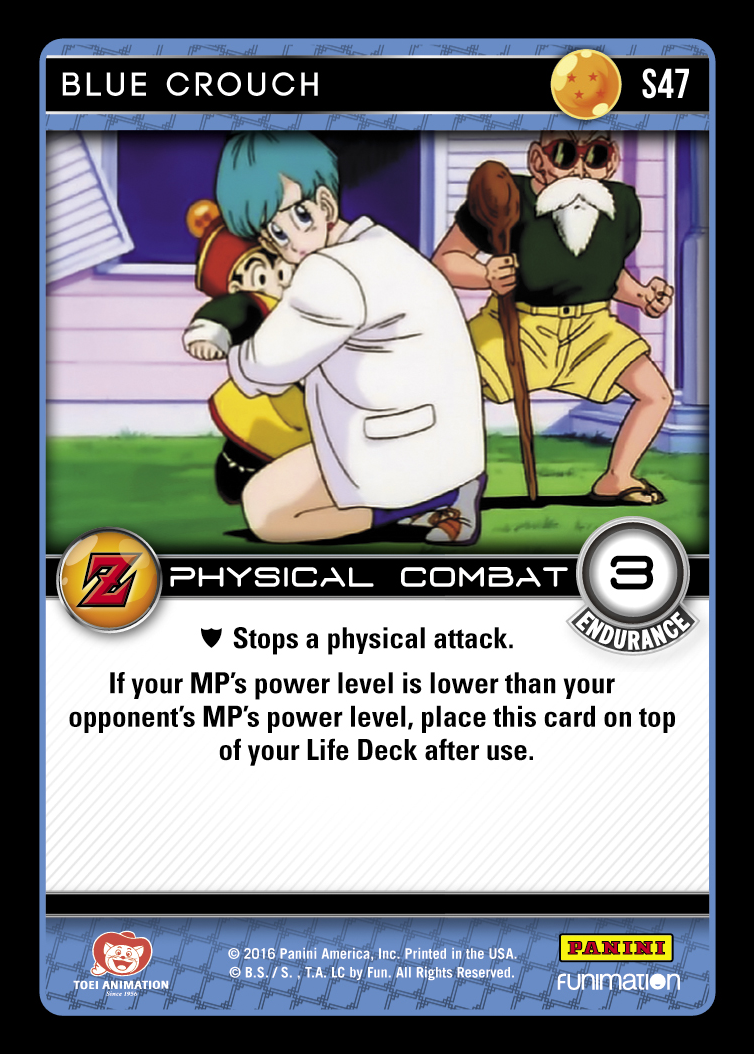 BLUE CROUCH
S47
Z PHYSICAL COMBAT 3
ENDURANCE
Stops a physical attack.
If your MP's power level is lower than your
opponent's MP's power level, place this card on top
of your Life Deck after use.
TOEI ANIMATION
Since 1956
© 2016 Panini America, Inc. Printed in the USA.
© B.S. / S. , T.A. LC by Fun. All Rights Reserved.
PANINI
FUNIMATION